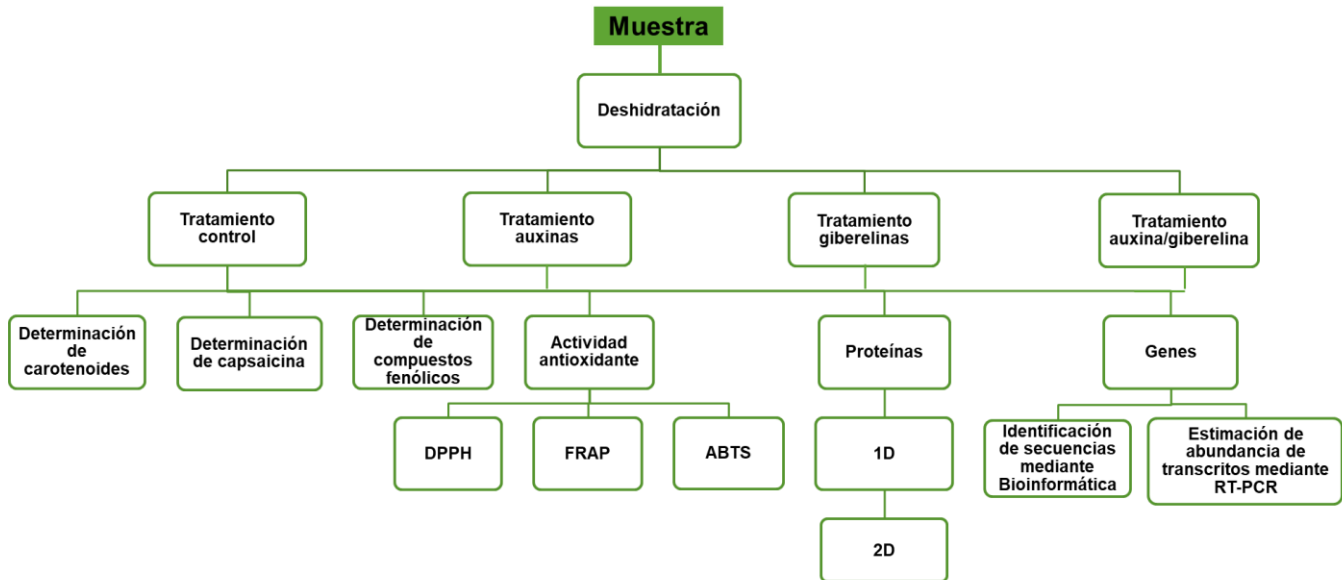 Muestra
Deshidratación
Tratamiento
control
Tratamiento
auxinas
Tratamiento
giberelinas
Tratamiento
auxina/giberelina
Determinación
de
carotenoides
Determinación
de capsaicina
Determinación
de
compuestos
fenólicos
Actividad
antioxidante
Proteínas
Genes
DPPH
FRAP
ABTS
1D
Identificación
de secuencias
mediante
Bioinformática
Estimación de
abundancia de
transcritos mediante
RT-PCR
2D